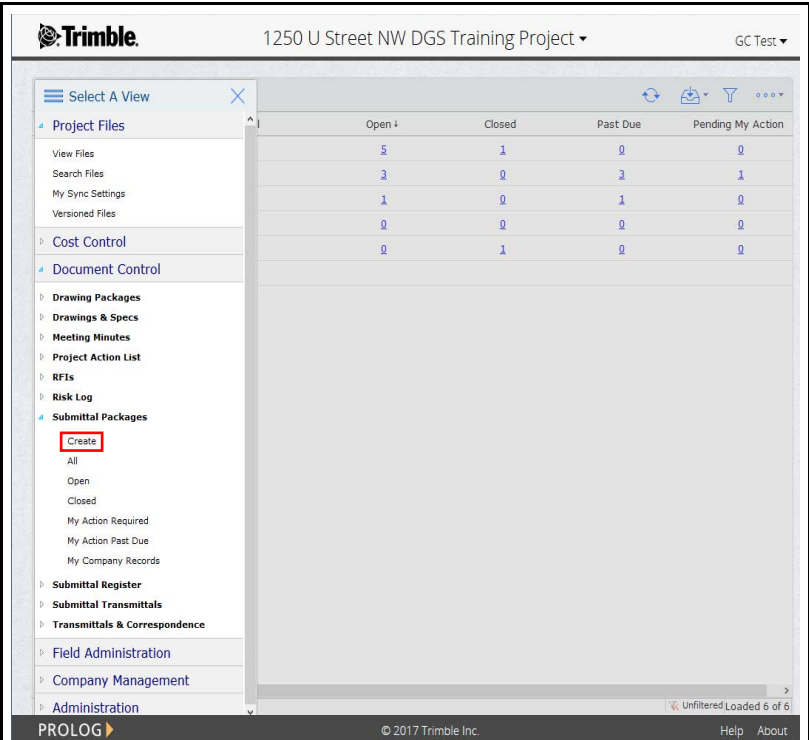 Trimble.
1250 U Street NW DGS Training Project
GC Test
Select A View
Project Files
Open Closed Past Due Pending My Action
View Files
5 1 0 0
Search Files
3 0 3 1
My Sync Settings
1 0 1 0
Versioned Files
0 0 0 0
Cost Control
0 1 0 0
Document Control
Drawing Packages
Drawings & Specs
Meeting Minutes
Project Action List
RFIs
Risk Log
Submittal Packages
Create
All
Open
Closed
My Action Required
My Action Past Due
My Company Records
Submittal Register
Submittal Transmittals
Transmittals & Correspondence
Field Administration
Company Management
Administration
Unfiltered Loaded 6 of 6
PROLOG
© 2017 Trimble Inc.
Help About